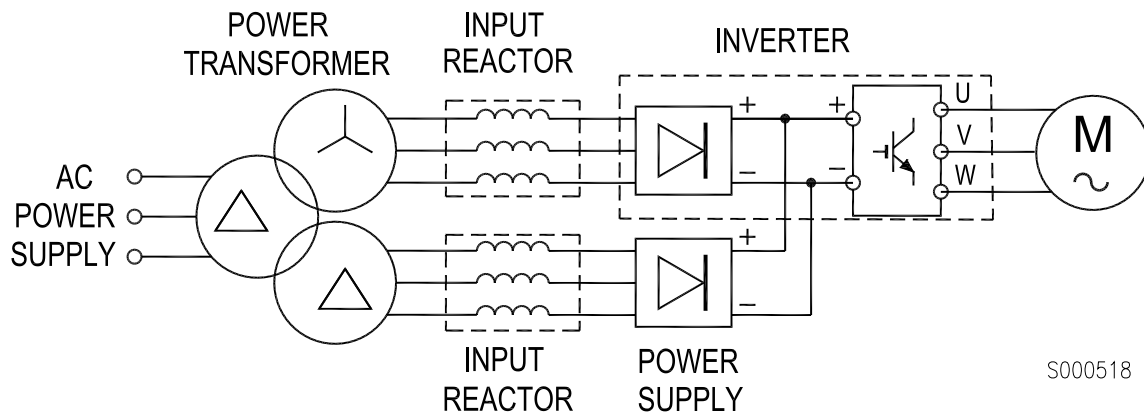 POWER
TRANSFORMER
INPUT
REACTOR
INVERTER
AC
POWER
SUPPLY
+
−
+
−
U
V
W
M
+
−
INPUT
REACTOR
POWER
SUPPLY
S000518